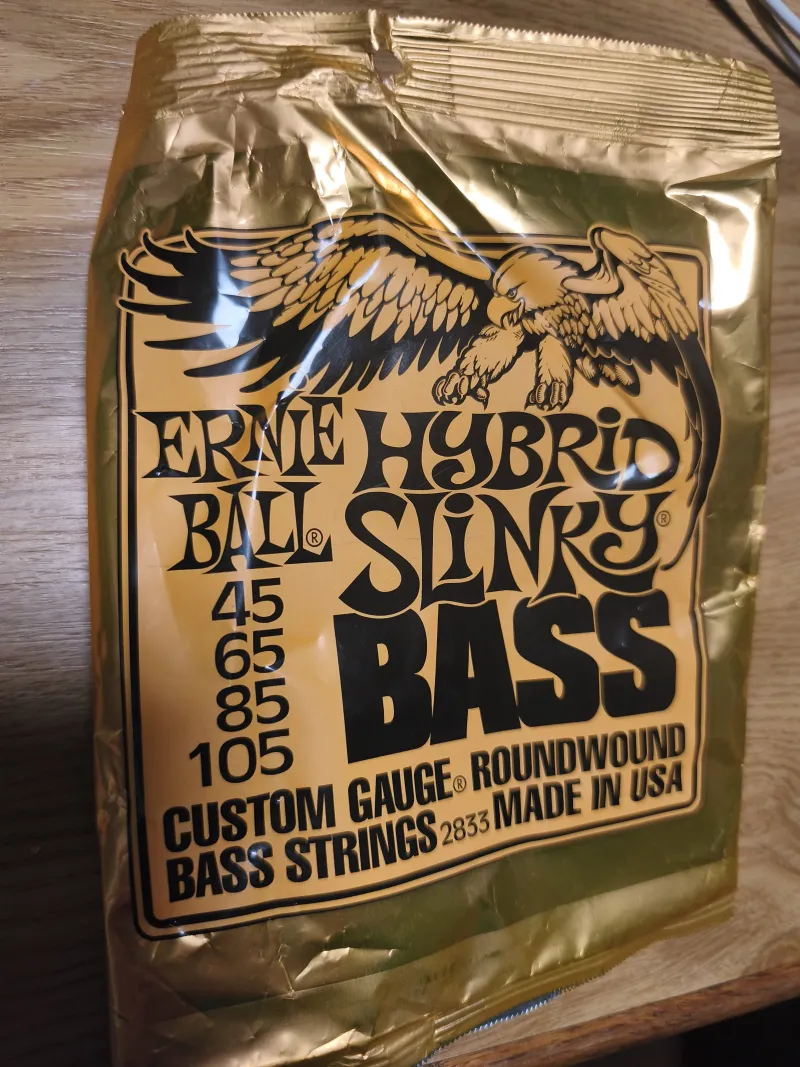 ERNIE
BALL®
HYBRID
SLINKY®
BASS
45
65
85
105
CUSTOM GAUGE® ROUNDWOUND
BASS STRINGS 2833 MADE IN USA